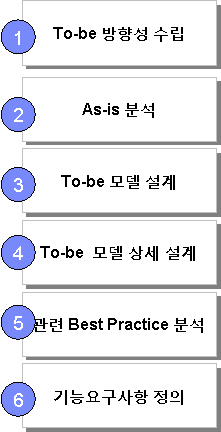 1 To-be 방향성 수립
2 As-is 분석
3 To-be 모델 설계
4 To-be 모델 상세 설계
5 관련 Best Practice 분석
6 기능요구사항 정의